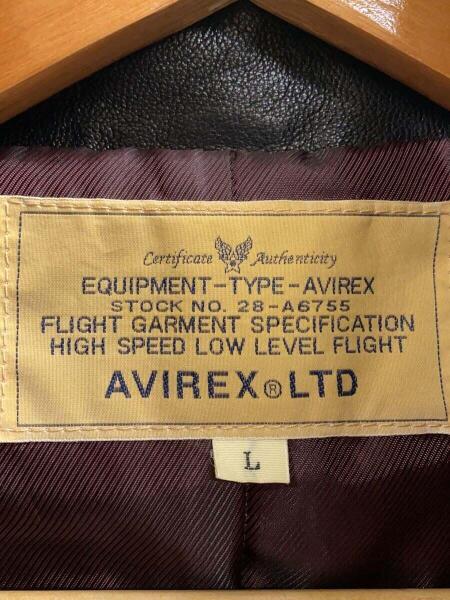 Certificate Authenticity
EQUIPMENT-TYPE-AVIREX
STOCK NO. 28-A6755
FLIGHT GARMENT SPECIFICATION
HIGH SPEED LOW LEVEL FLIGHT
AVIREX® LTD
L